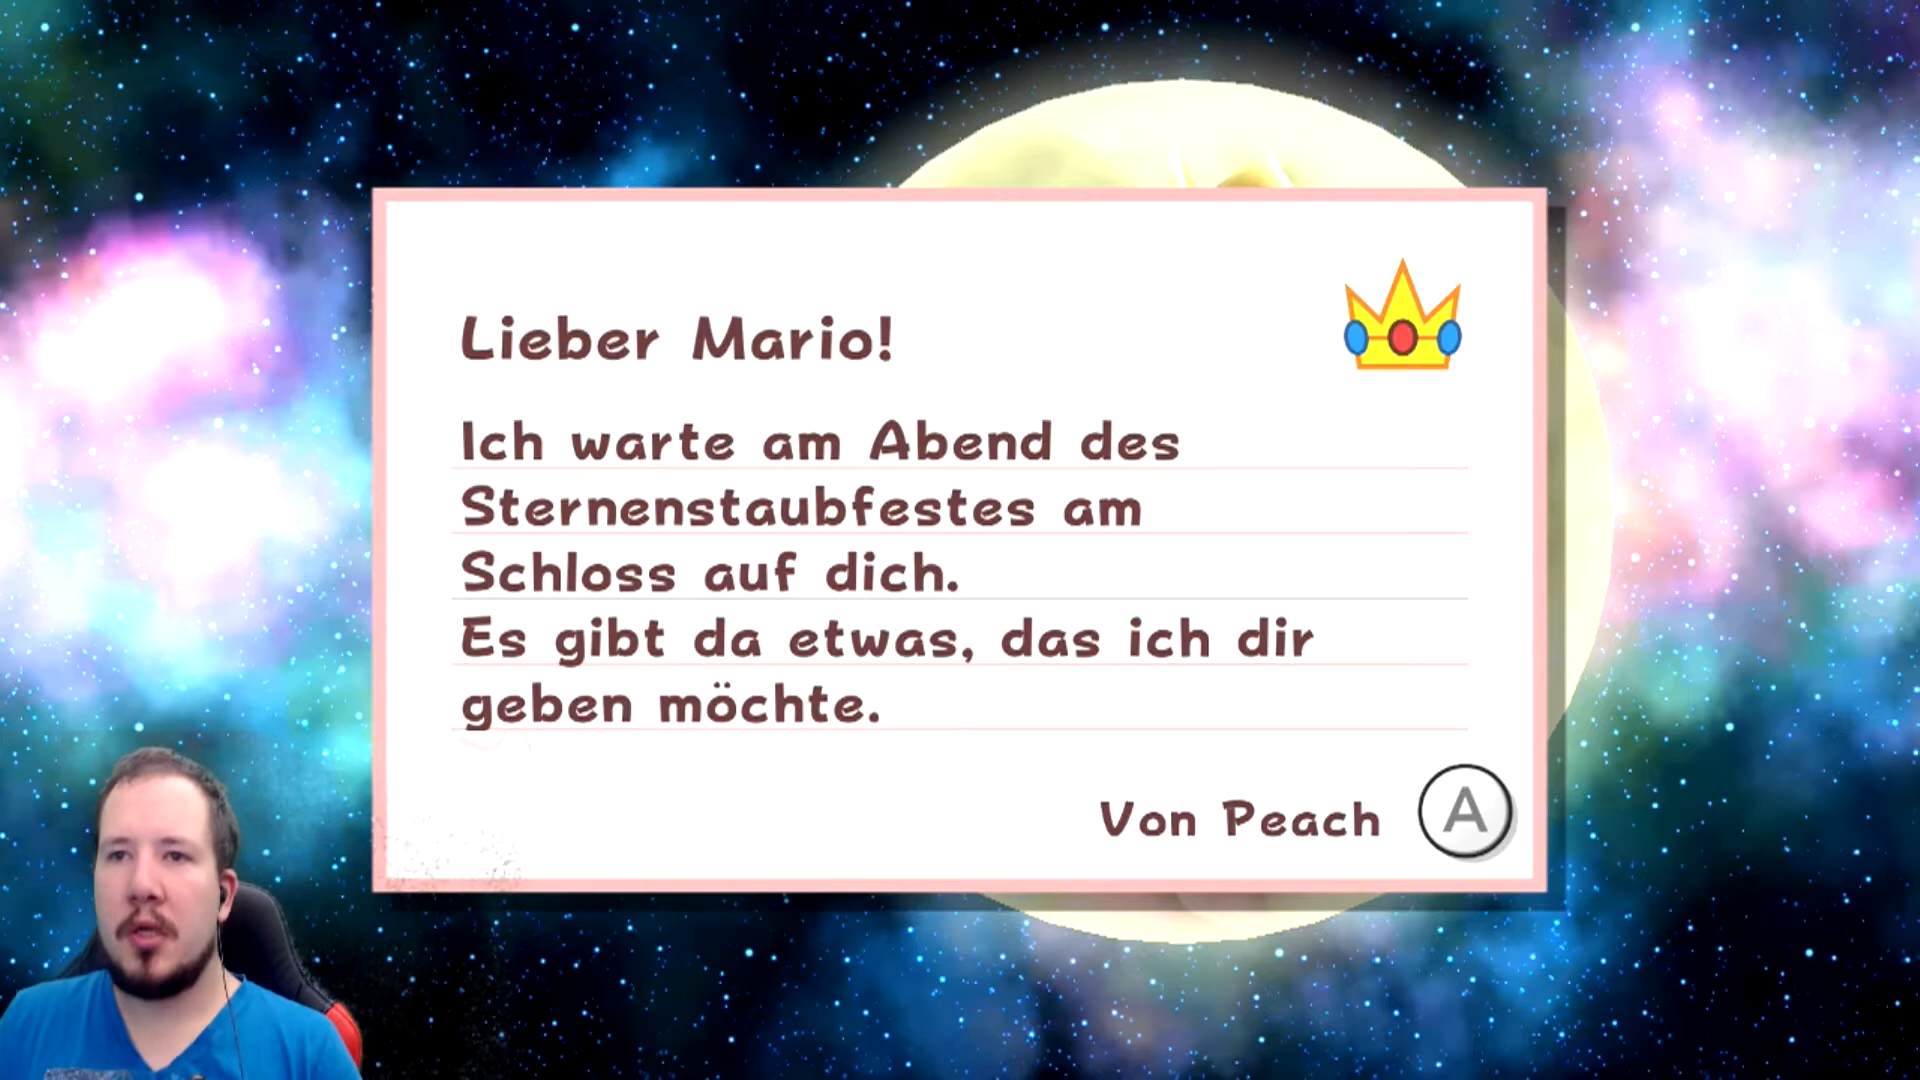 Lieber Mario!
Ich warte am Abend des
Sternenstaubfestes am
Schloss auf dich.
Es gibt da etwas, das ich dir
geben möchte.
Von Peach
A